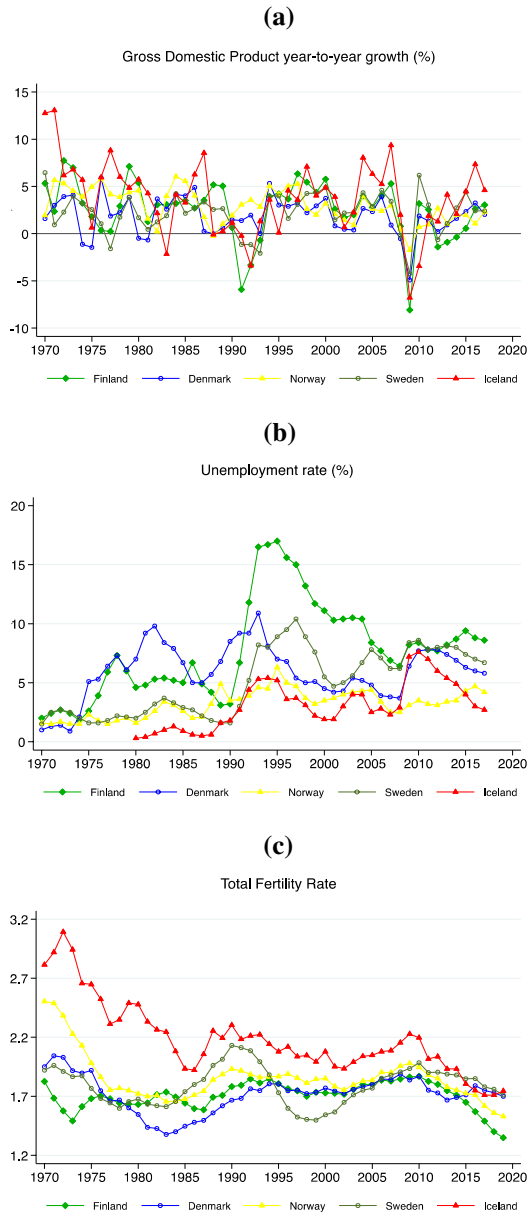 (a)
Gross Domestic Product year-to-year growth (%)
15
10
5
0
-5
-10
1970 1975 1980 1985 1990 1995 2000 2005 2010 2015 2020
Finland Denmark Norway Sweden Iceland
(b)
Unemployment rate (%)
20
15
10
5
0
1970 1975 1980 1985 1990 1995 2000 2005 2010 2015 2020
Finland Denmark Norway Sweden Iceland
(c)
Total Fertility Rate
3,2
2,7
2,2
1,7
1,2
1970 1975 1980 1985 1990 1995 2000 2005 2010 2015 2020
Finland Denmark Norway Sweden Iceland